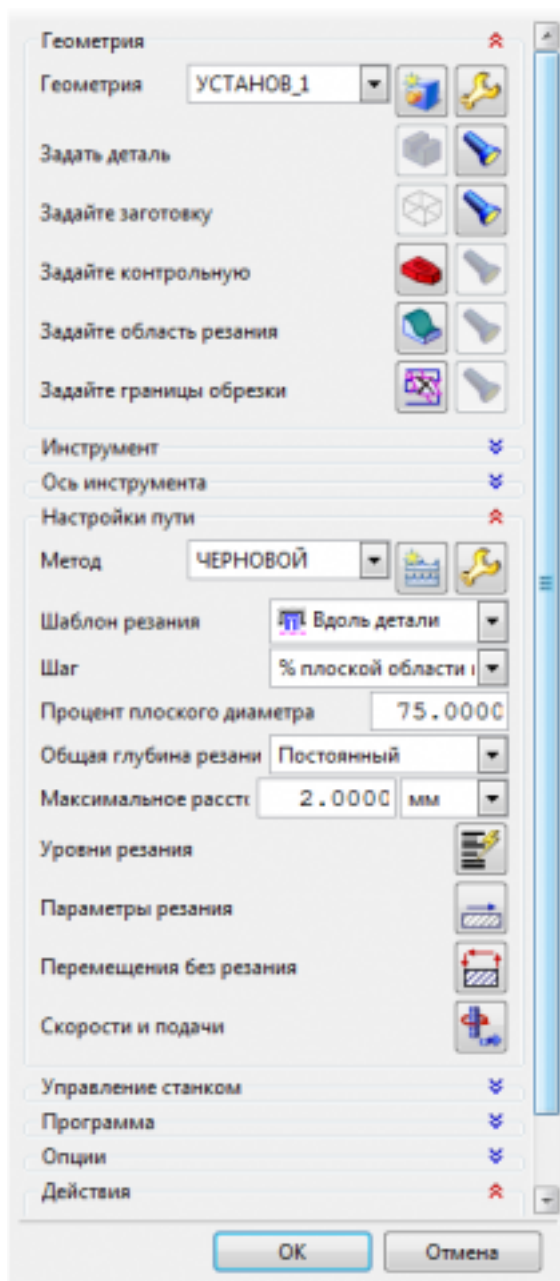 Геометрия
Геометрия УСТАНОВ_1
Задать деталь
Задайте заготовку
Задайте контрольную
Задайте область резания
Задайте границы обрезки
Инструмент
Ось инструмента
Настройки пути
Метод ЧЕРНОВОЙ
Шаблон резания Вдоль детали
Шаг % плоской области
Процент плоского диаметра 75.0000
Общая глубина резани Постоянный
Максимальное расстс 2.0000 мм
Уровни резания
Параметры резания
Перемещения без резания
Скорости и подачи
Управление станком
Программа
Опции
Действия
OK Отмена